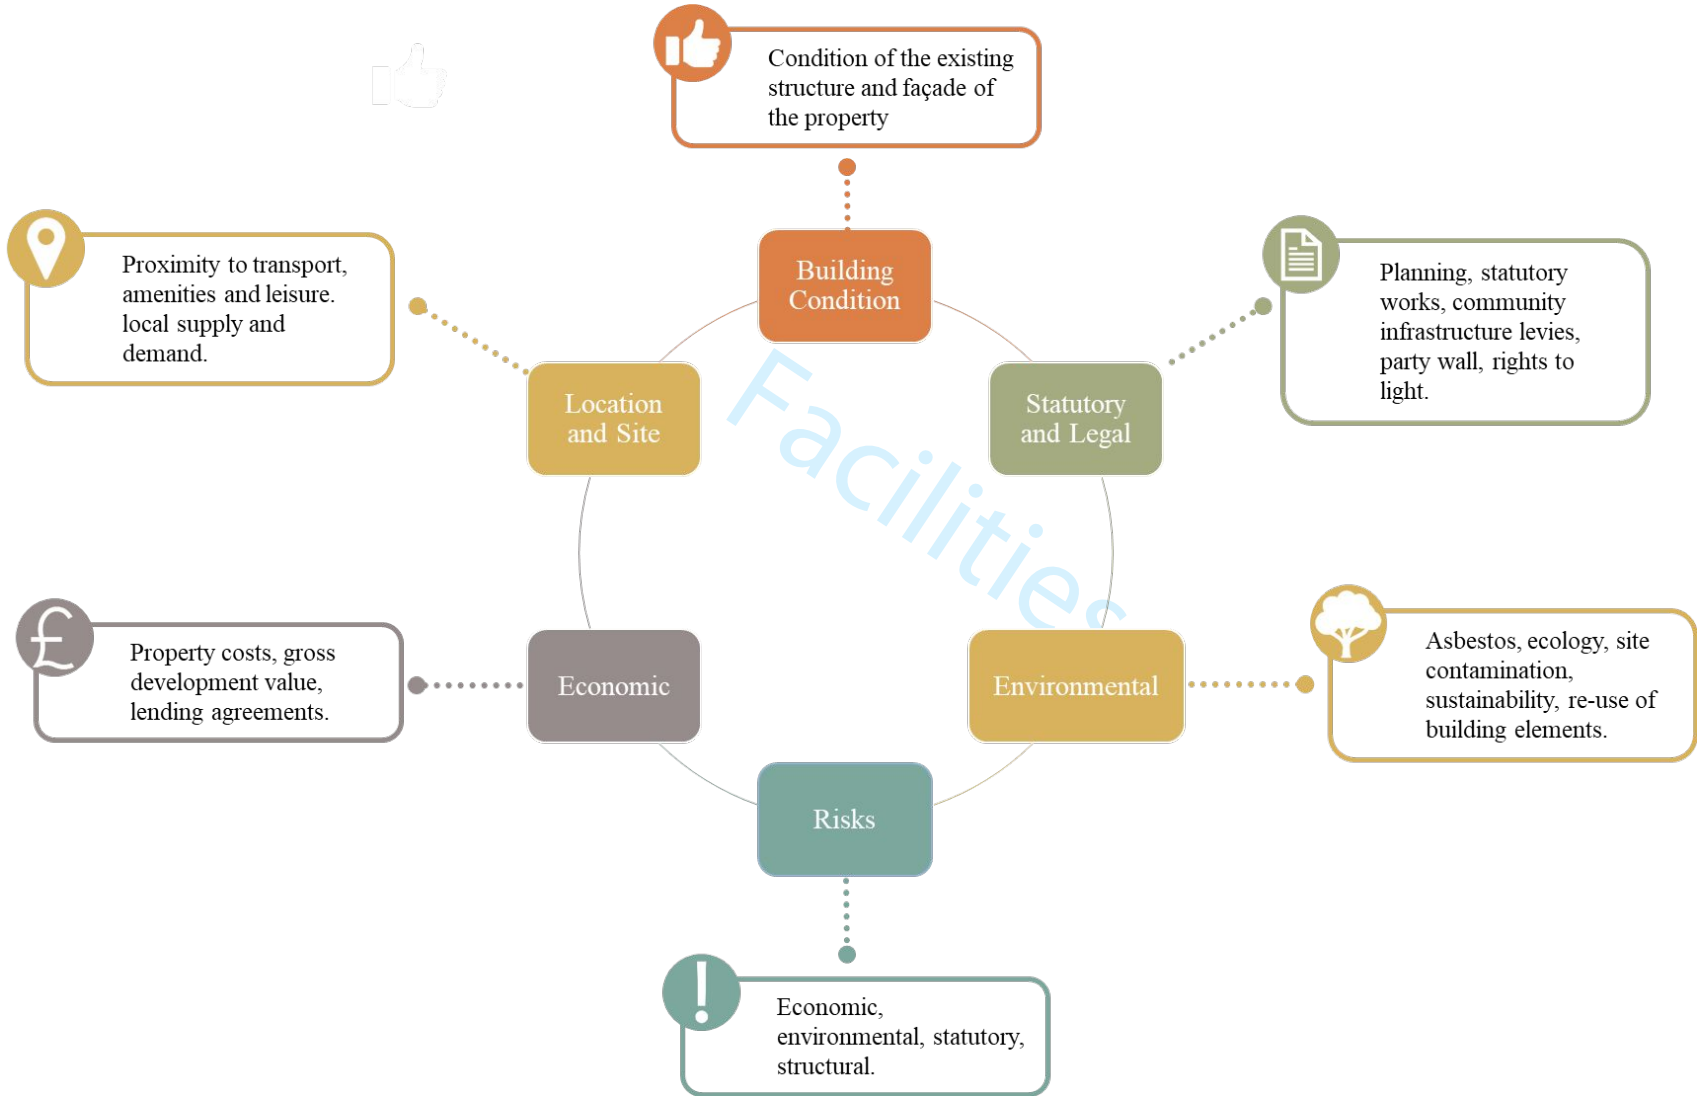 Condition of the existing
structure and façade of
the property
Building
Condition
Proximity to transport,
amenities and leisure.
local supply and
demand.
Planning, statutory
works, community
infrastructure levies,
party wall, rights to
light.
Location
and Site
Statutory
and Legal
Facilities
£
Property costs, gross
development value,
lending agreements.
Economic
Environmental
Asbestos, ecology, site
contamination,
sustainability, re-use of
building elements.
Risks
!
Economic,
environmental, statutory,
structural.